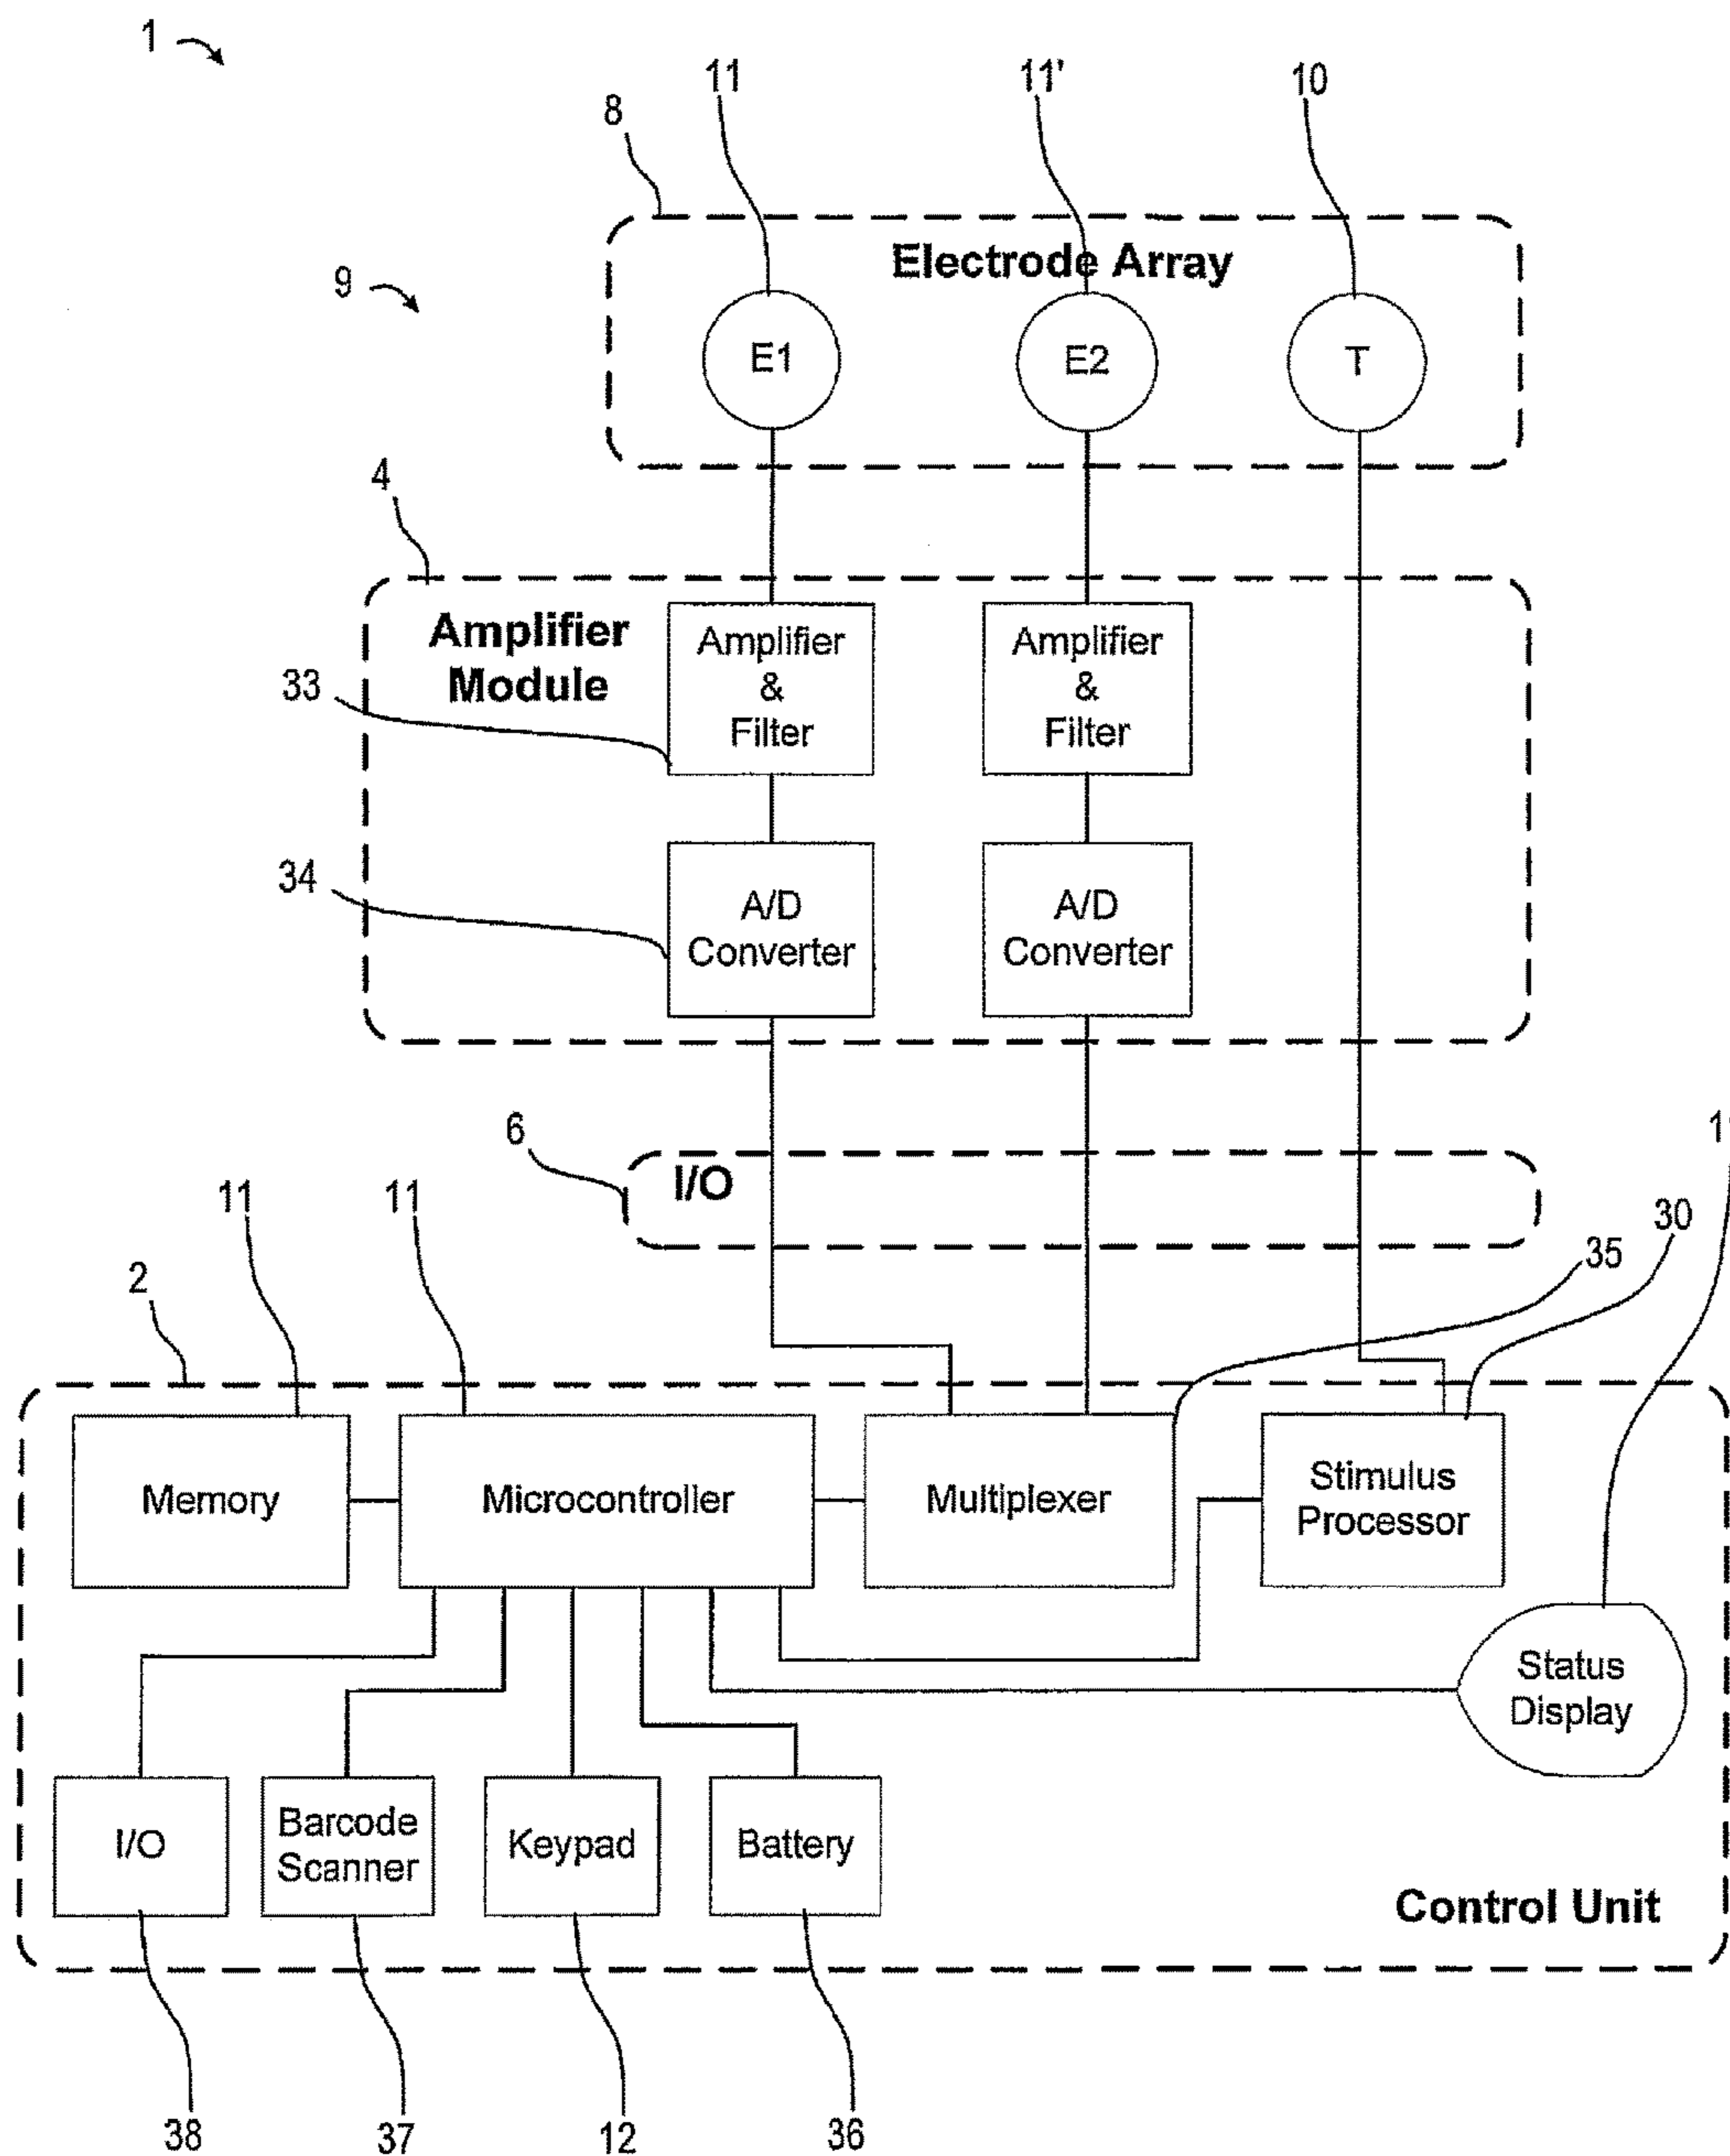 1
11
11'
10
8
Electrode Array
9
E1
E2
T
4
Amplifier
Module
Amplifier
&
Filter
Amplifier
&
Filter
33
34
A/D
Converter
A/D
Converter
6
I/O
11
11
30
35
2
Memory
Microcontroller
Multiplexer
Stimulus
Processor
Status
Display
I/O
Barcode
Scanner
Keypad
Battery
Control Unit
38
37
12
36